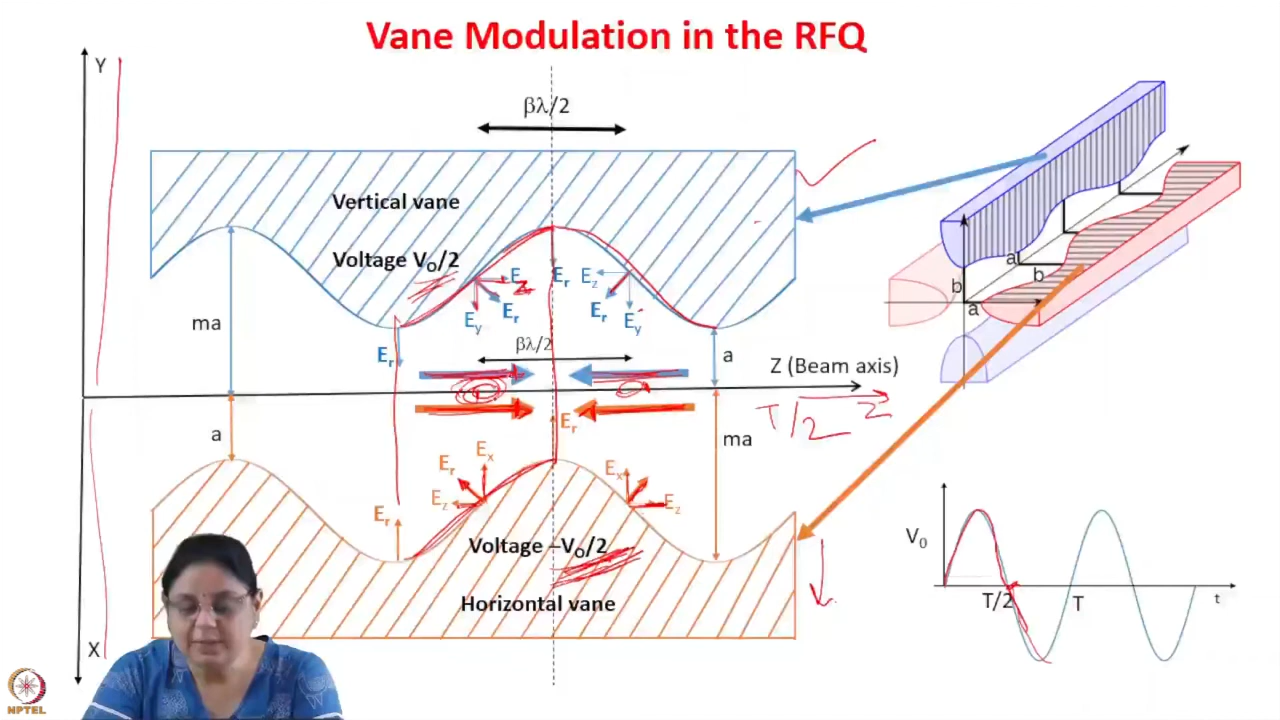 Vane Modulation in the RFQ
Y
βλ/2
Vertical vane
Voltage V₀/2
E
z
Er
Er
Ez
Ey
Er
Ey
ma
Er
βλ/2
a
Z (Beam axis)
T/2
z
a
Er
ma
Ex
Er
Ez
Ex
Ez
Er
Voltage –V₀/2
Horizontal vane
X
b
a
a
b
V₀
T/2
T
t
NPTEL